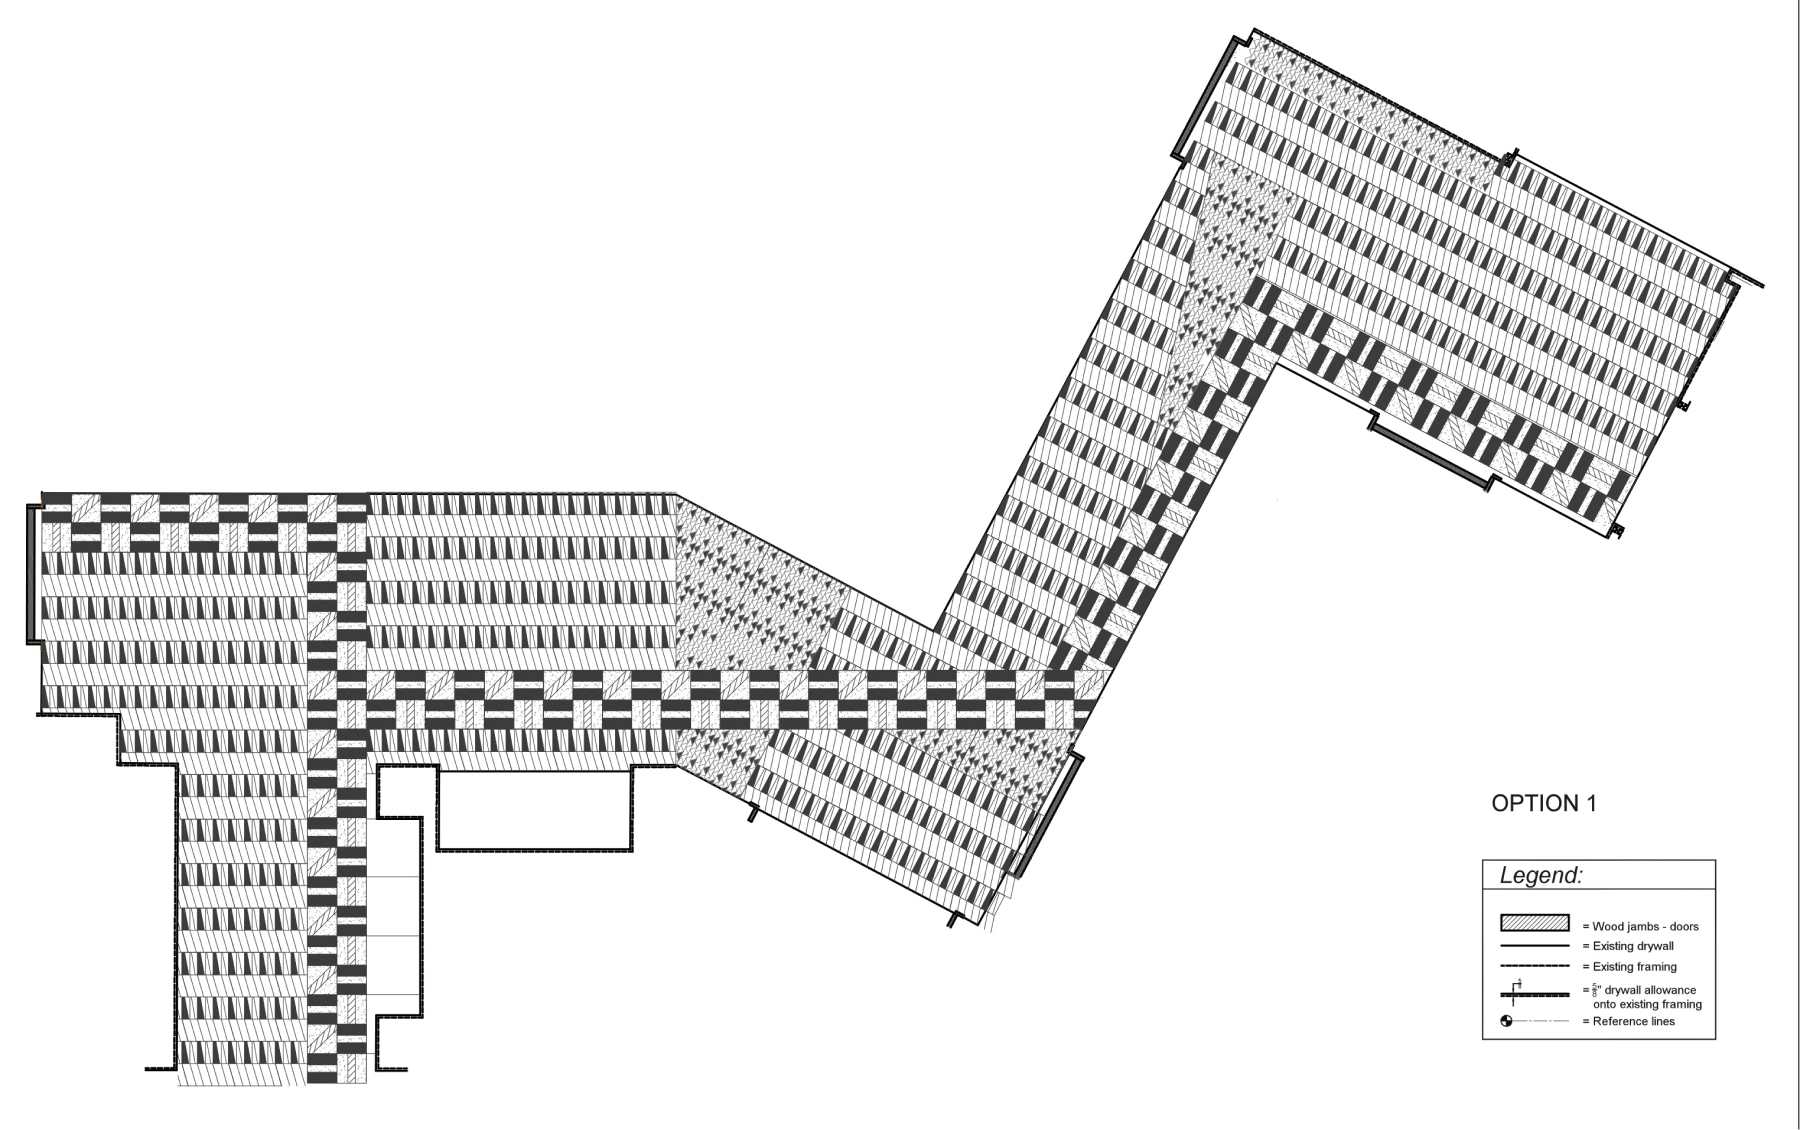 OPTION 1
Legend:
= Wood jambs - doors
= Existing drywall
= Existing framing
= 5/8" drywall allowance
onto existing framing
= Reference lines